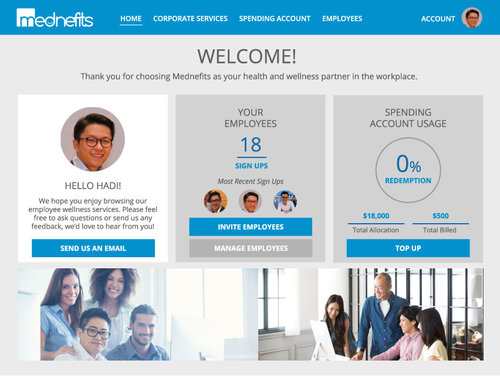 mednefits
HOME CORPORATE SERVICES SPENDING ACCOUNT EMPLOYEES ACCOUNT
WELCOME!
Thank you for choosing Mednefits as your health and wellness partner in the workplace.
HELLO HADI!
We hope you enjoy browsing our
employee wellness services. Please feel
free to ask questions or send us any
feedback, we'd love to hear from you!
SEND US AN EMAIL
YOUR
EMPLOYEES
18
SIGN UPS
Most Recent Sign Ups
INVITE EMPLOYEES
MANAGE EMPLOYEES
SPENDING
ACCOUNT USAGE
0%
REDEMPTION
$18,000 $500
Total Allocation Total Billed
TOP UP